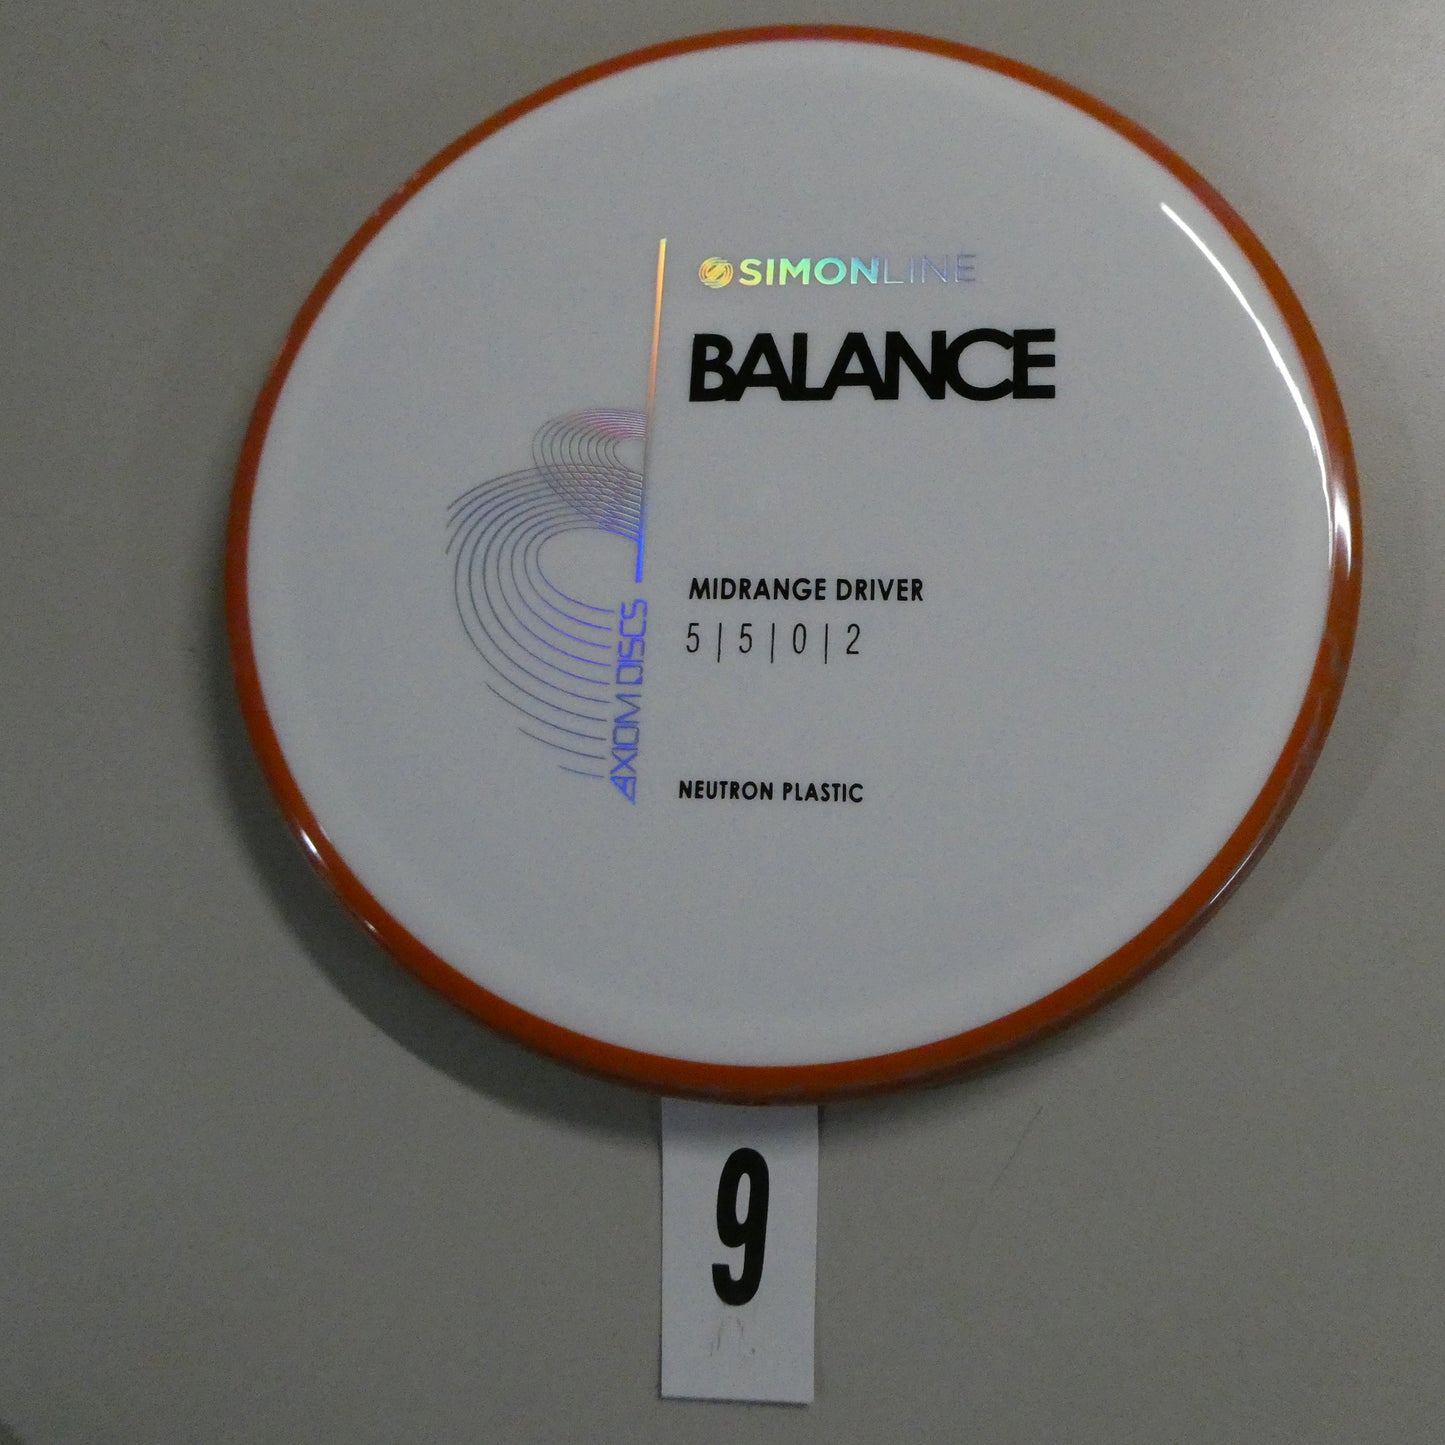 SIMONLINE
BALANCE
MIDRANGE DRIVER
5 | 5 | 0 | 2
AXIOM DISCS
NEUTRON PLASTIC
9